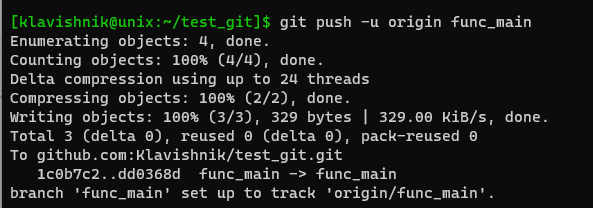 [klavishnik@unix:~/test_git]$ git push -u origin func_main
Enumerating objects: 4, done.
Counting objects: 100% (4/4), done.
Delta compression using up to 24 threads
Compressing objects: 100% (2/2), done.
Writing objects: 100% (3/3), 329 bytes | 329.00 KiB/s, done.
Total 3 (delta 0), reused 0 (delta 0), pack-reused 0
To github.com:Klavishnik/test_git.git
   1c0b7c2..dd0368d  func_main -> func_main
branch 'func_main' set up to track 'origin/func_main'.